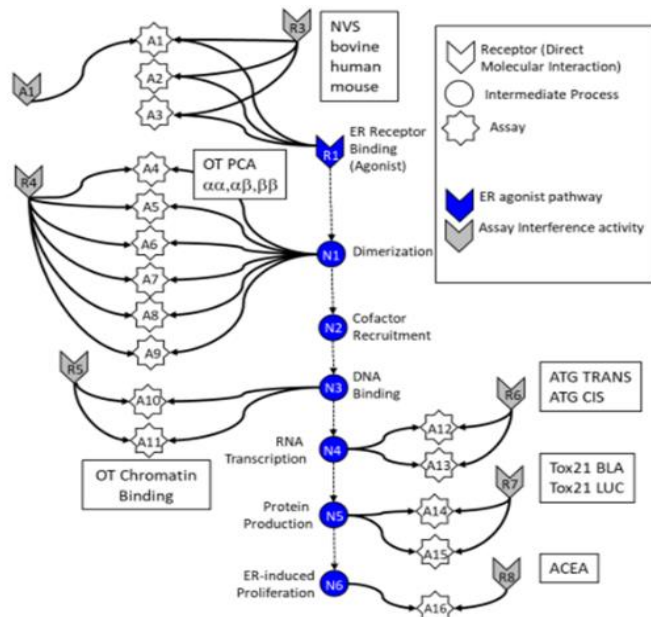 R3
NVS
bovine
human
mouse
A1
A1
A2
A3
Receptor (Direct
Molecular Interaction)
Intermediate Process
Assay
ER agonist pathway
Assay Interference activity
R1
ER Receptor
Binding
(Agonist)
R4
A4
A5
A6
A7
A8
A9
OT PCA
αα,αβ,ββ
N1
Dimerization
N2
Cofactor
Recruitment
R5
A10
A11
OT Chromatin
Binding
N3
DNA
Binding
RNA
Transcription
N4
A12
A13
R6
ATG TRANS
ATG CIS
Protein
Production
N5
A14
A15
R7
Tox21 BLA
Tox21 LUC
ER-induced
Proliferation
N6
A16
R8
ACEA